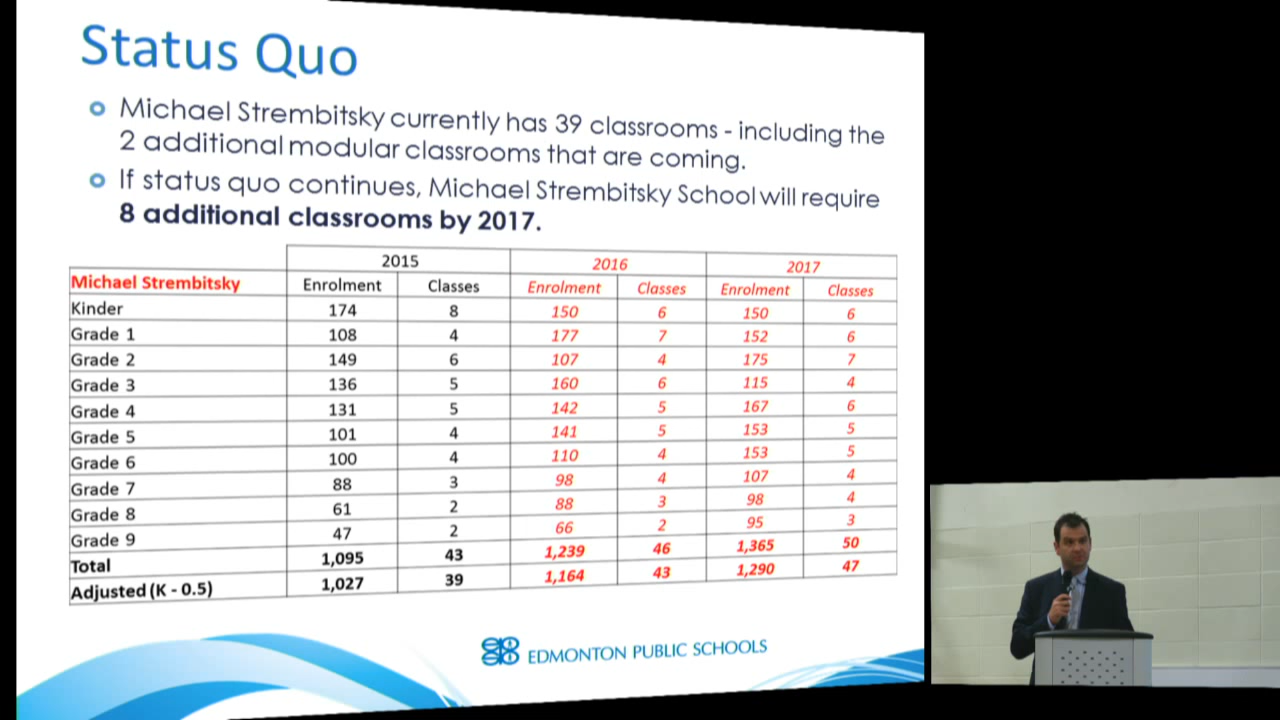 Status Quo
Michael Strembitsky currently has 39 classrooms - including the
2 additional modular classrooms that are coming.
If status quo continues, Michael Strembitsky School will require
8 additional classrooms by 2017.
2015 2016 2017
Michael Strembitsky Enrolment Classes Enrolment Classes Enrolment Classes
Kinder 174 8 150 6 150 6
Grade 1 108 4 177 7 152 6
Grade 2 149 6 107 4 175 7
Grade 3 136 5 160 6 115 4
Grade 4 131 5 142 5 167 6
Grade 5 101 4 141 5 153 5
Grade 6 100 4 110 4 153 5
Grade 7 88 3 98 4 107 4
Grade 8 61 2 88 3 98 4
Grade 9 47 2 66 2 95 3
Total 1,095 43 1,239 46 1,365 50
Adjusted (K - 0.5) 1,027 39 1,164 43 1,290 47
EDMONTON PUBLIC SCHOOLS